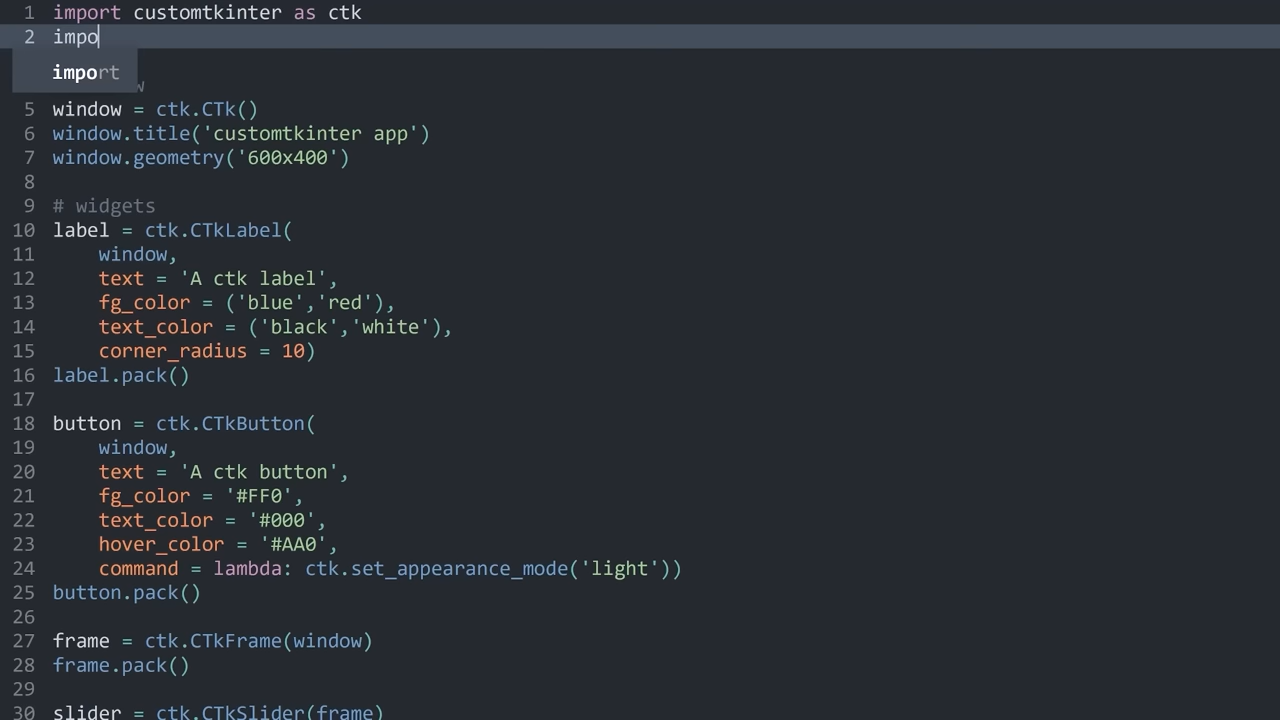 1 import customtkinter as ctk
2 impo
import
5 window = ctk.CTk()
6 window.title('customtkinter app')
7 window.geometry('600x400')
8
9 # widgets
10 label = ctk.CTkLabel(
11 window,
12 text = 'A ctk label',
13 fg_color = ('blue','red'),
14 text_color = ('black','white'),
15 corner_radius = 10)
16 label.pack()
17
18 button = ctk.CTkButton(
19 window,
20 text = 'A ctk button',
21 fg_color = '#FF0',
22 text_color = '#000',
23 hover_color = '#AA0',
24 command = lambda: ctk.set_appearance_mode('light'))
25 button.pack()
26
27 frame = ctk.CTkFrame(window)
28 frame.pack()
29
30 slider = ctk.CTkSlider(frame)